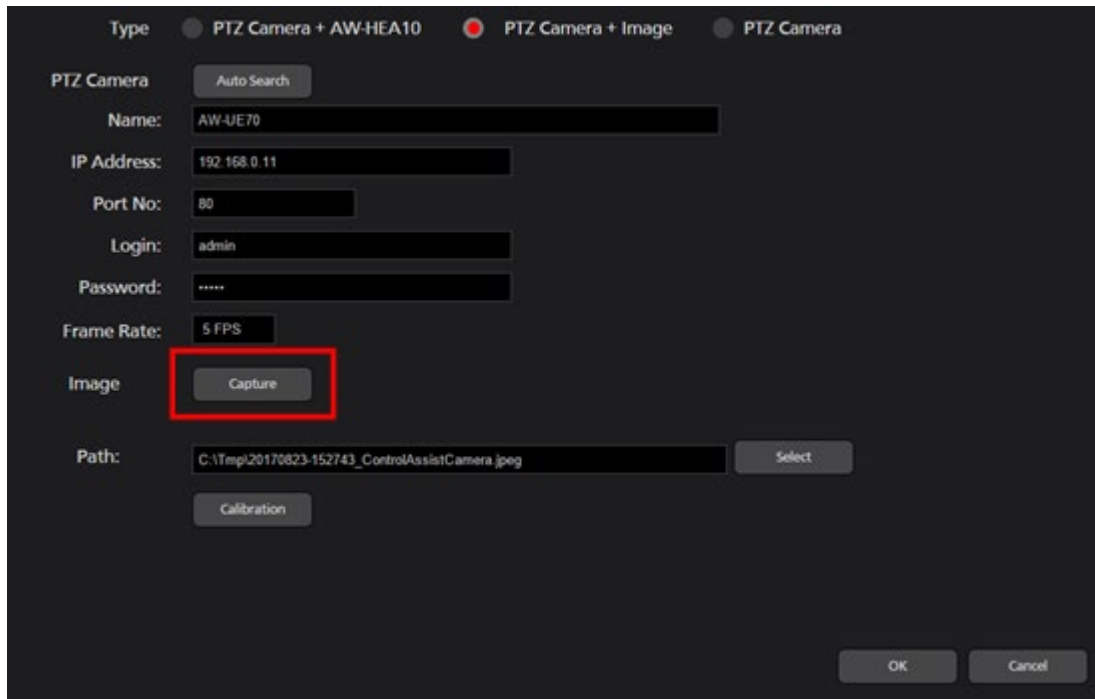 Type PTZ Camera + AW-HEA10 PTZ Camera + Image PTZ Camera
PTZ Camera Auto Search
Name: AW-UE70
IP Address: 192.168.0.11
Port No: 80
Login: admin
Password: •••••
Frame Rate: 5 FPS
Image Capture
Path: C:\Tmp\20170823-152743_ControlAssistCamera.jpeg Select
Calibration
OK Cancel